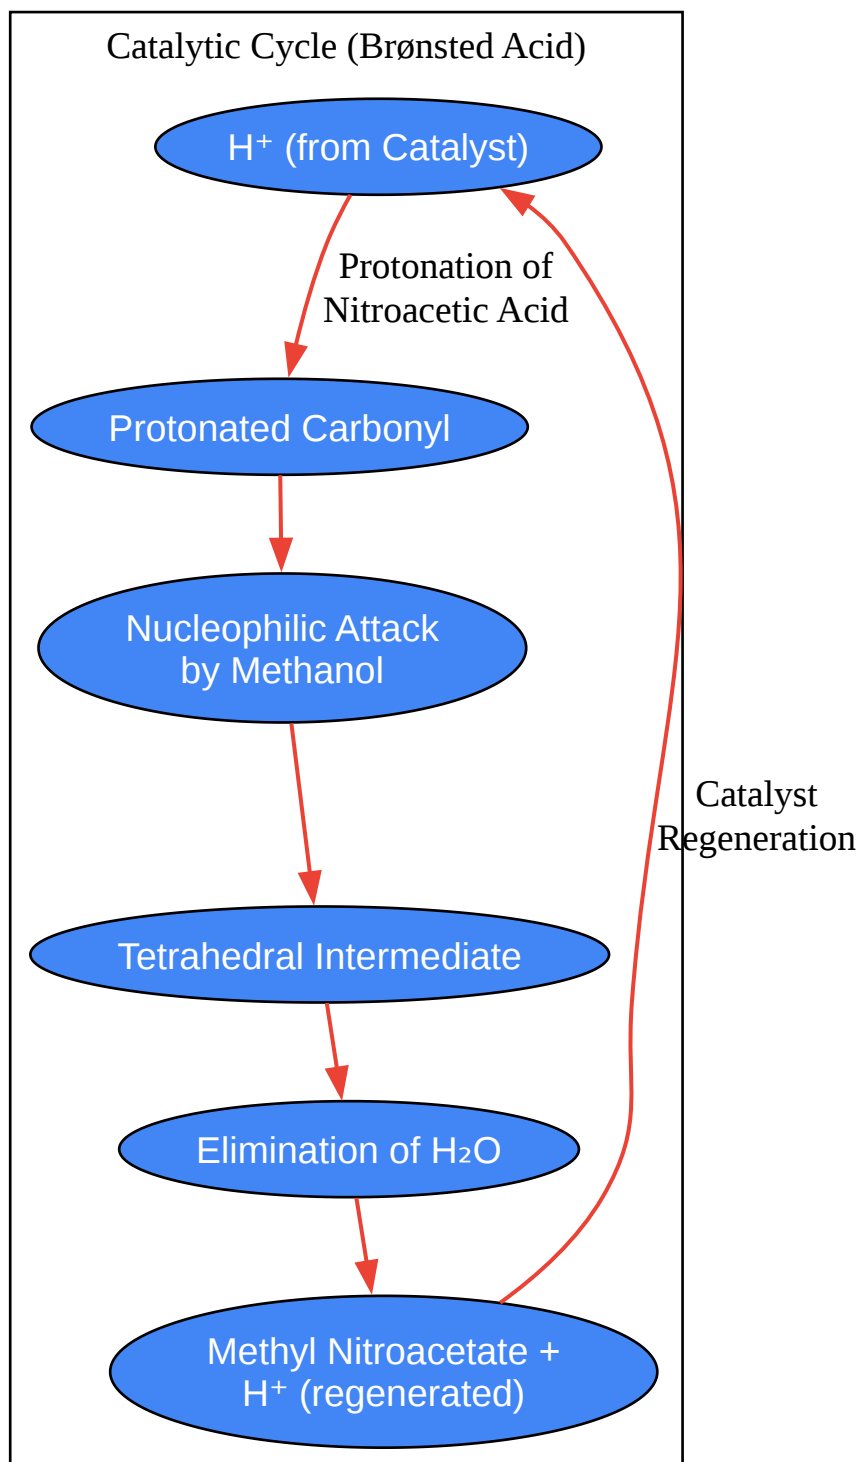 Catalytic Cycle (Brønsted Acid)
H⁺ (from Catalyst)
Protonation of
Nitroacetic Acid
Protonated Carbonyl
Nucleophilic Attack
by Methanol
Catalyst
Regeneration
Tetrahedral Intermediate
Elimination of H₂O
Methyl Nitroacetate +
H⁺ (regenerated)